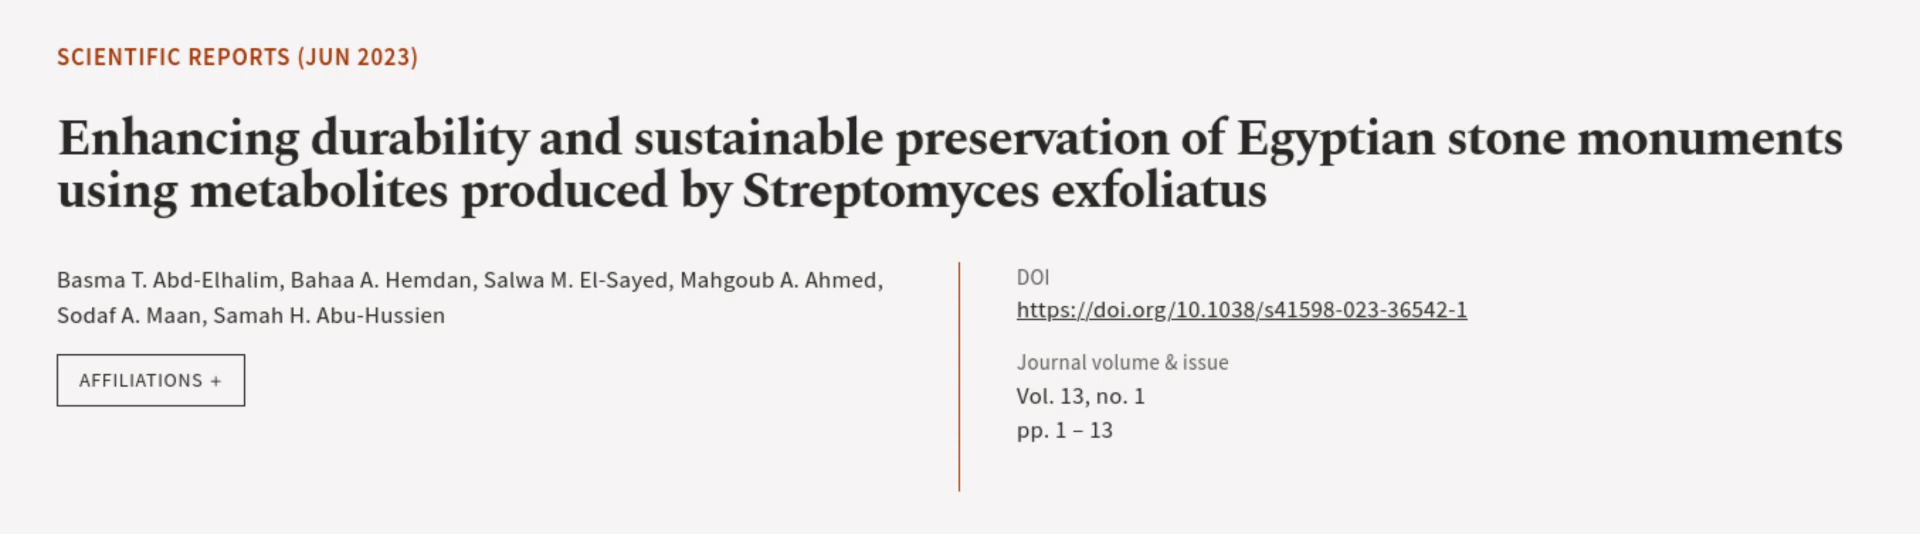 SCIENTIFIC REPORTS (JUN 2023)
Enhancing durability and sustainable preservation of Egyptian stone monuments
using metabolites produced by Streptomyces exfoliatus
Basma T. Abd-Elhalim, Bahaa A. Hemdan, Salwa M. El-Sayed, Mahgoub A. Ahmed,
Sodaf A. Maan, Samah H. Abu-Hussien
AFFILIATIONS +
DOI
https://doi.org/10.1038/s41598-023-36542-1
Journal volume & issue
Vol. 13, no. 1
pp. 1 – 13